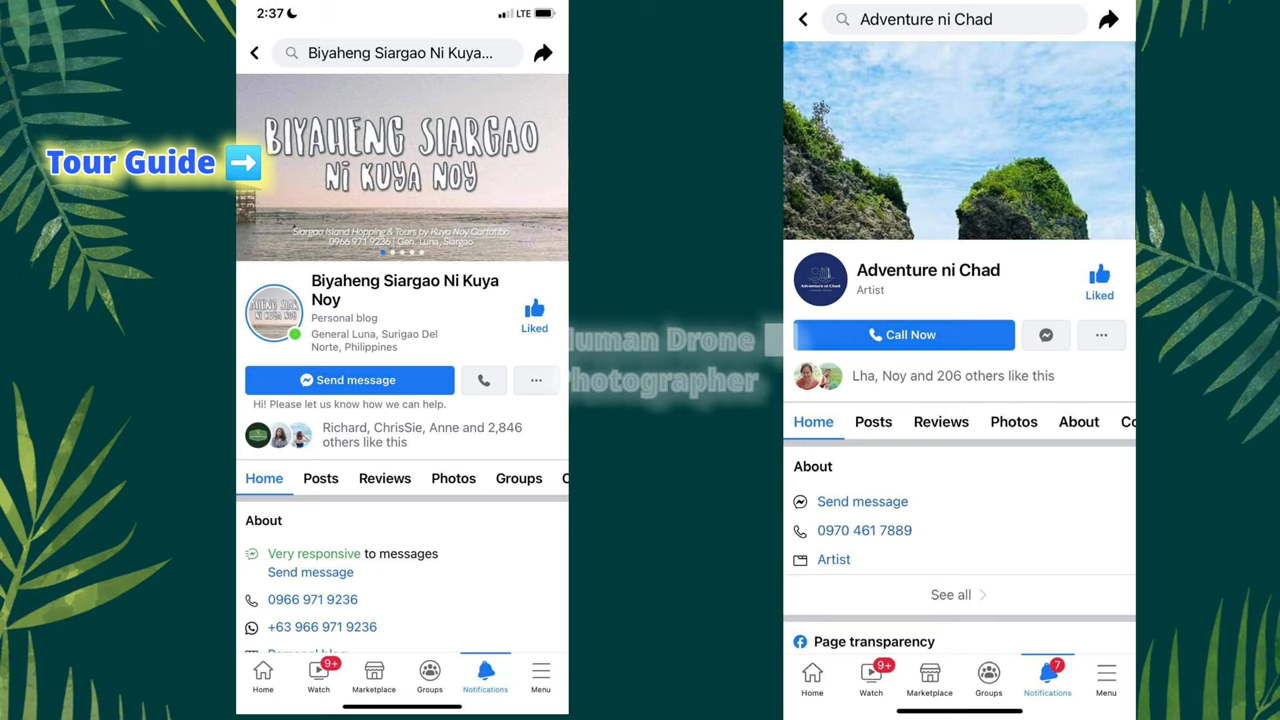 Tour Guide
2:37
LTE
Biyaheng Siargao Ni Kuya...
BIYAHENG SIARGAO
NI KUYA NOY
Siargao Island Hopping & Tours by Kuya Noy Cartatibo
0966 971 9236 | Gen. Luna, Siargao
Biyaheng Siargao Ni Kuya
Noy
Personal blog
General Luna, Surigao Del
Norte, Philippines
Liked
Send message
Hi! Please let us know how we can help.
Richard, ChrisSie, Anne and 2,846
others like this
Home Posts Reviews Photos Groups
About
Very responsive to messages
Send message
0966 971 9236
+63 966 971 9236
Personal blog
9+
Home Watch Marketplace Groups Notifications Menu
Human Drone
Photographer
Adventure ni Chad
Adventure ni Chad
Adventure ni Chad
Artist
Liked
Call Now
Lha, Noy and 206 others like this
Home Posts Reviews Photos About Co
About
Send message
0970 461 7889
Artist
See all
Page transparency
9+ 7
Home Watch Marketplace Groups Notifications Menu